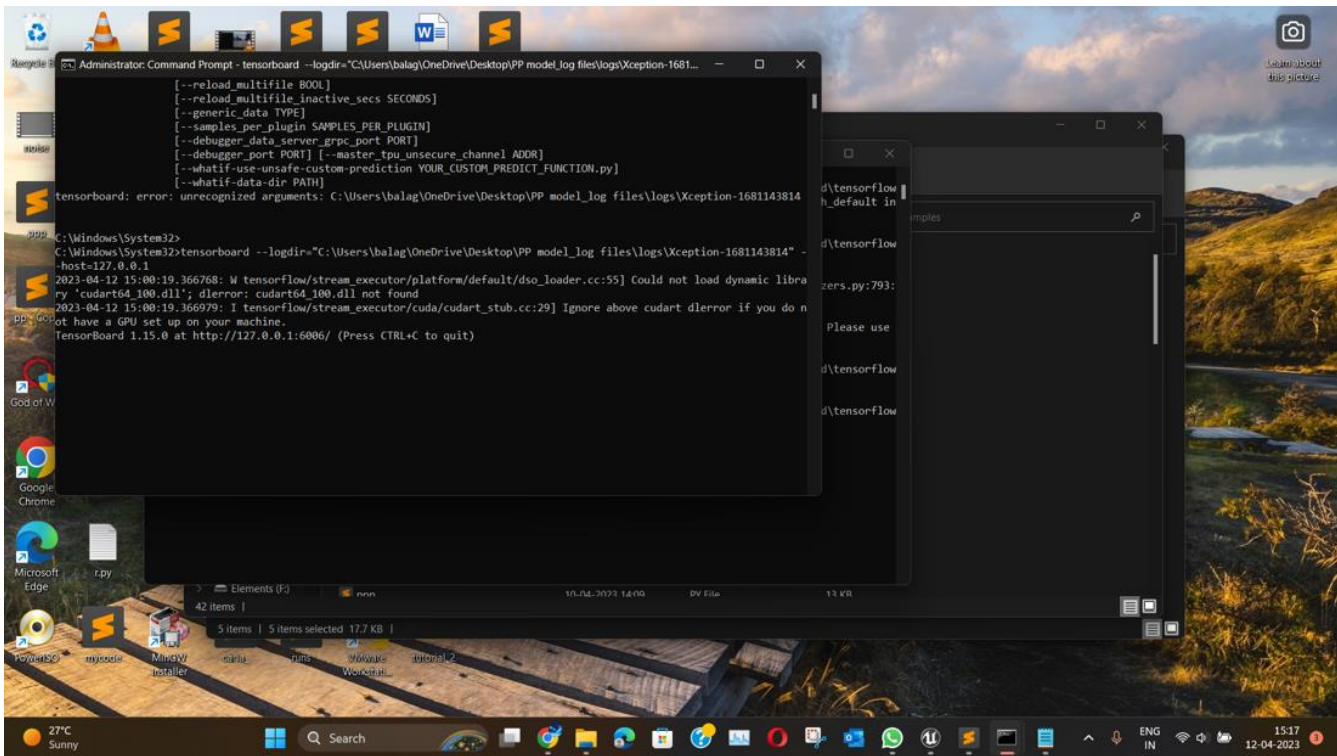 Recycle B
Learn about
this picture
Administrator: Command Prompt - tensorboard --logdir="C:\Users\balag\OneDrive\Desktop\PP model_log files\logs\Xception-1681...
[--reload_multifile BOOL]
[--reload_multifile_inactive_secs SECONDS]
[--generic_data TYPE]
[--samples_per_plugin SAMPLES_PER_PLUGIN]
[--debugger_data_server_grpc_port PORT]
[--debugger_port PORT] [--master_tpu_unsecure_channel ADDR]
[--whatif-use-unsafe-custom-prediction YOUR_CUSTOM_PREDICT_FUNCTION.py]
[--whatif-data-dir PATH]
tensorboard: error: unrecognized arguments: C:\Users\balag\OneDrive\Desktop\PP model_log files\logs\Xception-1681143814
C:\Windows\System32>
C:\Windows\System32>tensorboard --logdir="C:\Users\balag\OneDrive\Desktop\PP model_log files\logs\Xception-1681143814" -
-host=127.0.0.1
2023-04-12 15:00:19.366768: W tensorflow/stream_executor/platform/default/dso_loader.cc:55] Could not load dynamic libra
ry 'cudart64_100.dll'; dlerror: cudart64_100.dll not found
2023-04-12 15:00:19.366979: I tensorflow/stream_executor/cuda/cudart_stub.cc:29] Ignore above cudart dlerror if you do n
ot have a GPU set up on your machine.
TensorBoard 1.15.0 at http://127.0.0.1:6006/ (Press CTRL+C to quit)
d\tensorflow
h_default in
d\tensorflow
zers.py:793:
Please use
d\tensorflow
d\tensorflow
mples
noise
ppp
God of W
Google
Chrome
Microsoft
Edge
r.py
Elements (F:)
ppp
10-04-2023 14:09
PY File
13 KB
42 items
5 items
5 items selected 17.7 KB
PowerISO
mycode
MinGW
Installer
carla_
runs
VMware
Workstati...
tutorial_2
27°C
Sunny
Search
ENG
IN
15:17
12-04-2023
3